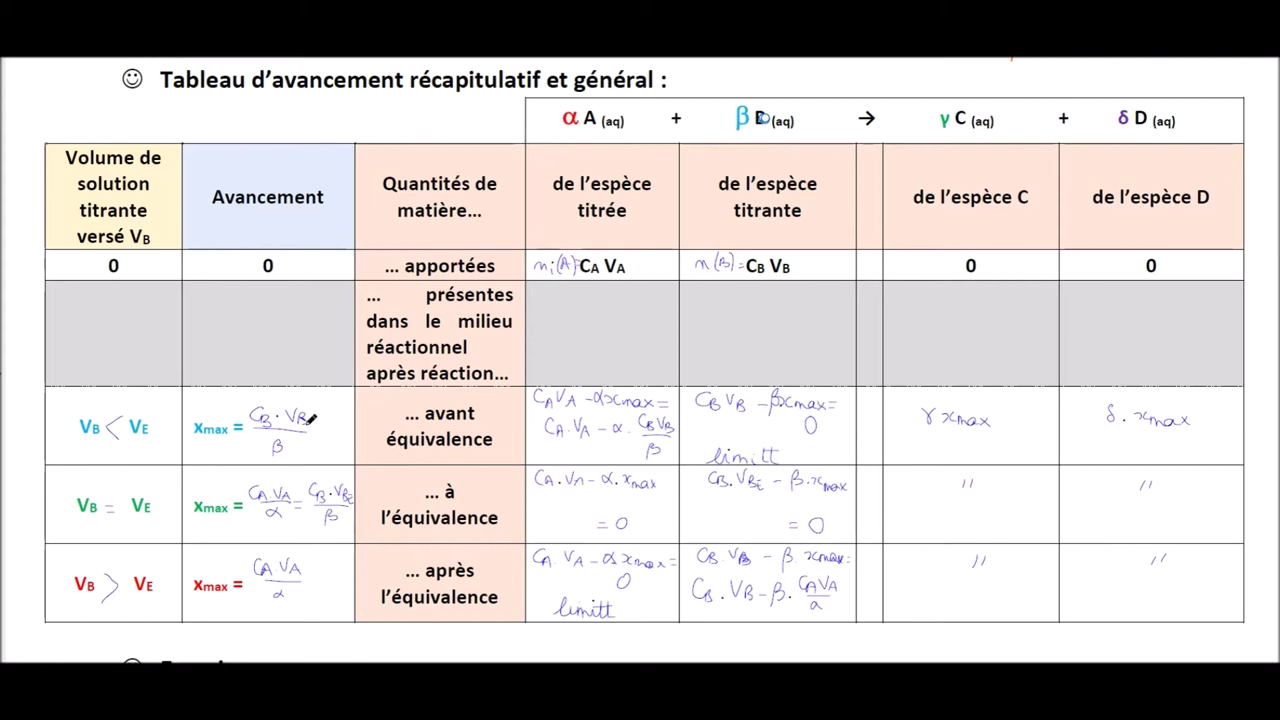 ☺ Tableau d'avancement récapitulatif et général :
α A (aq) + β B (aq) → γ C (aq) + δ D (aq)
Volume de
solution
titrante
versé VB
Avancement
Quantités de
matière…
de l'espèce
titrée
de l'espèce
titrante
de l'espèce C
de l'espèce D
0
0
… apportées
ni(A)= CA VA
n(B)= CB VB
0
0
… présentes
dans le milieu
réactionnel
après réaction…
VB < VE
xmax = CB . VB / β
… avant
équivalence
CA VA – αxmax =
CA . VA – α . CB VB / β
CB VB – βxmax =
0
limitt
γ xmax
δ . xmax
VB = VE
xmax = CA VA / α = CB . VBE / β
… à
l'équivalence
CA . VA – α . xmax
= 0
CB . VBE – β . xmax
= 0
"
"
VB > VE
xmax = CA VA / α
… après
l'équivalence
CA . VA – αxmax =
0
limitt
CB . VB – β . xmax =
CB . VB – β . CA VA / α
"
"